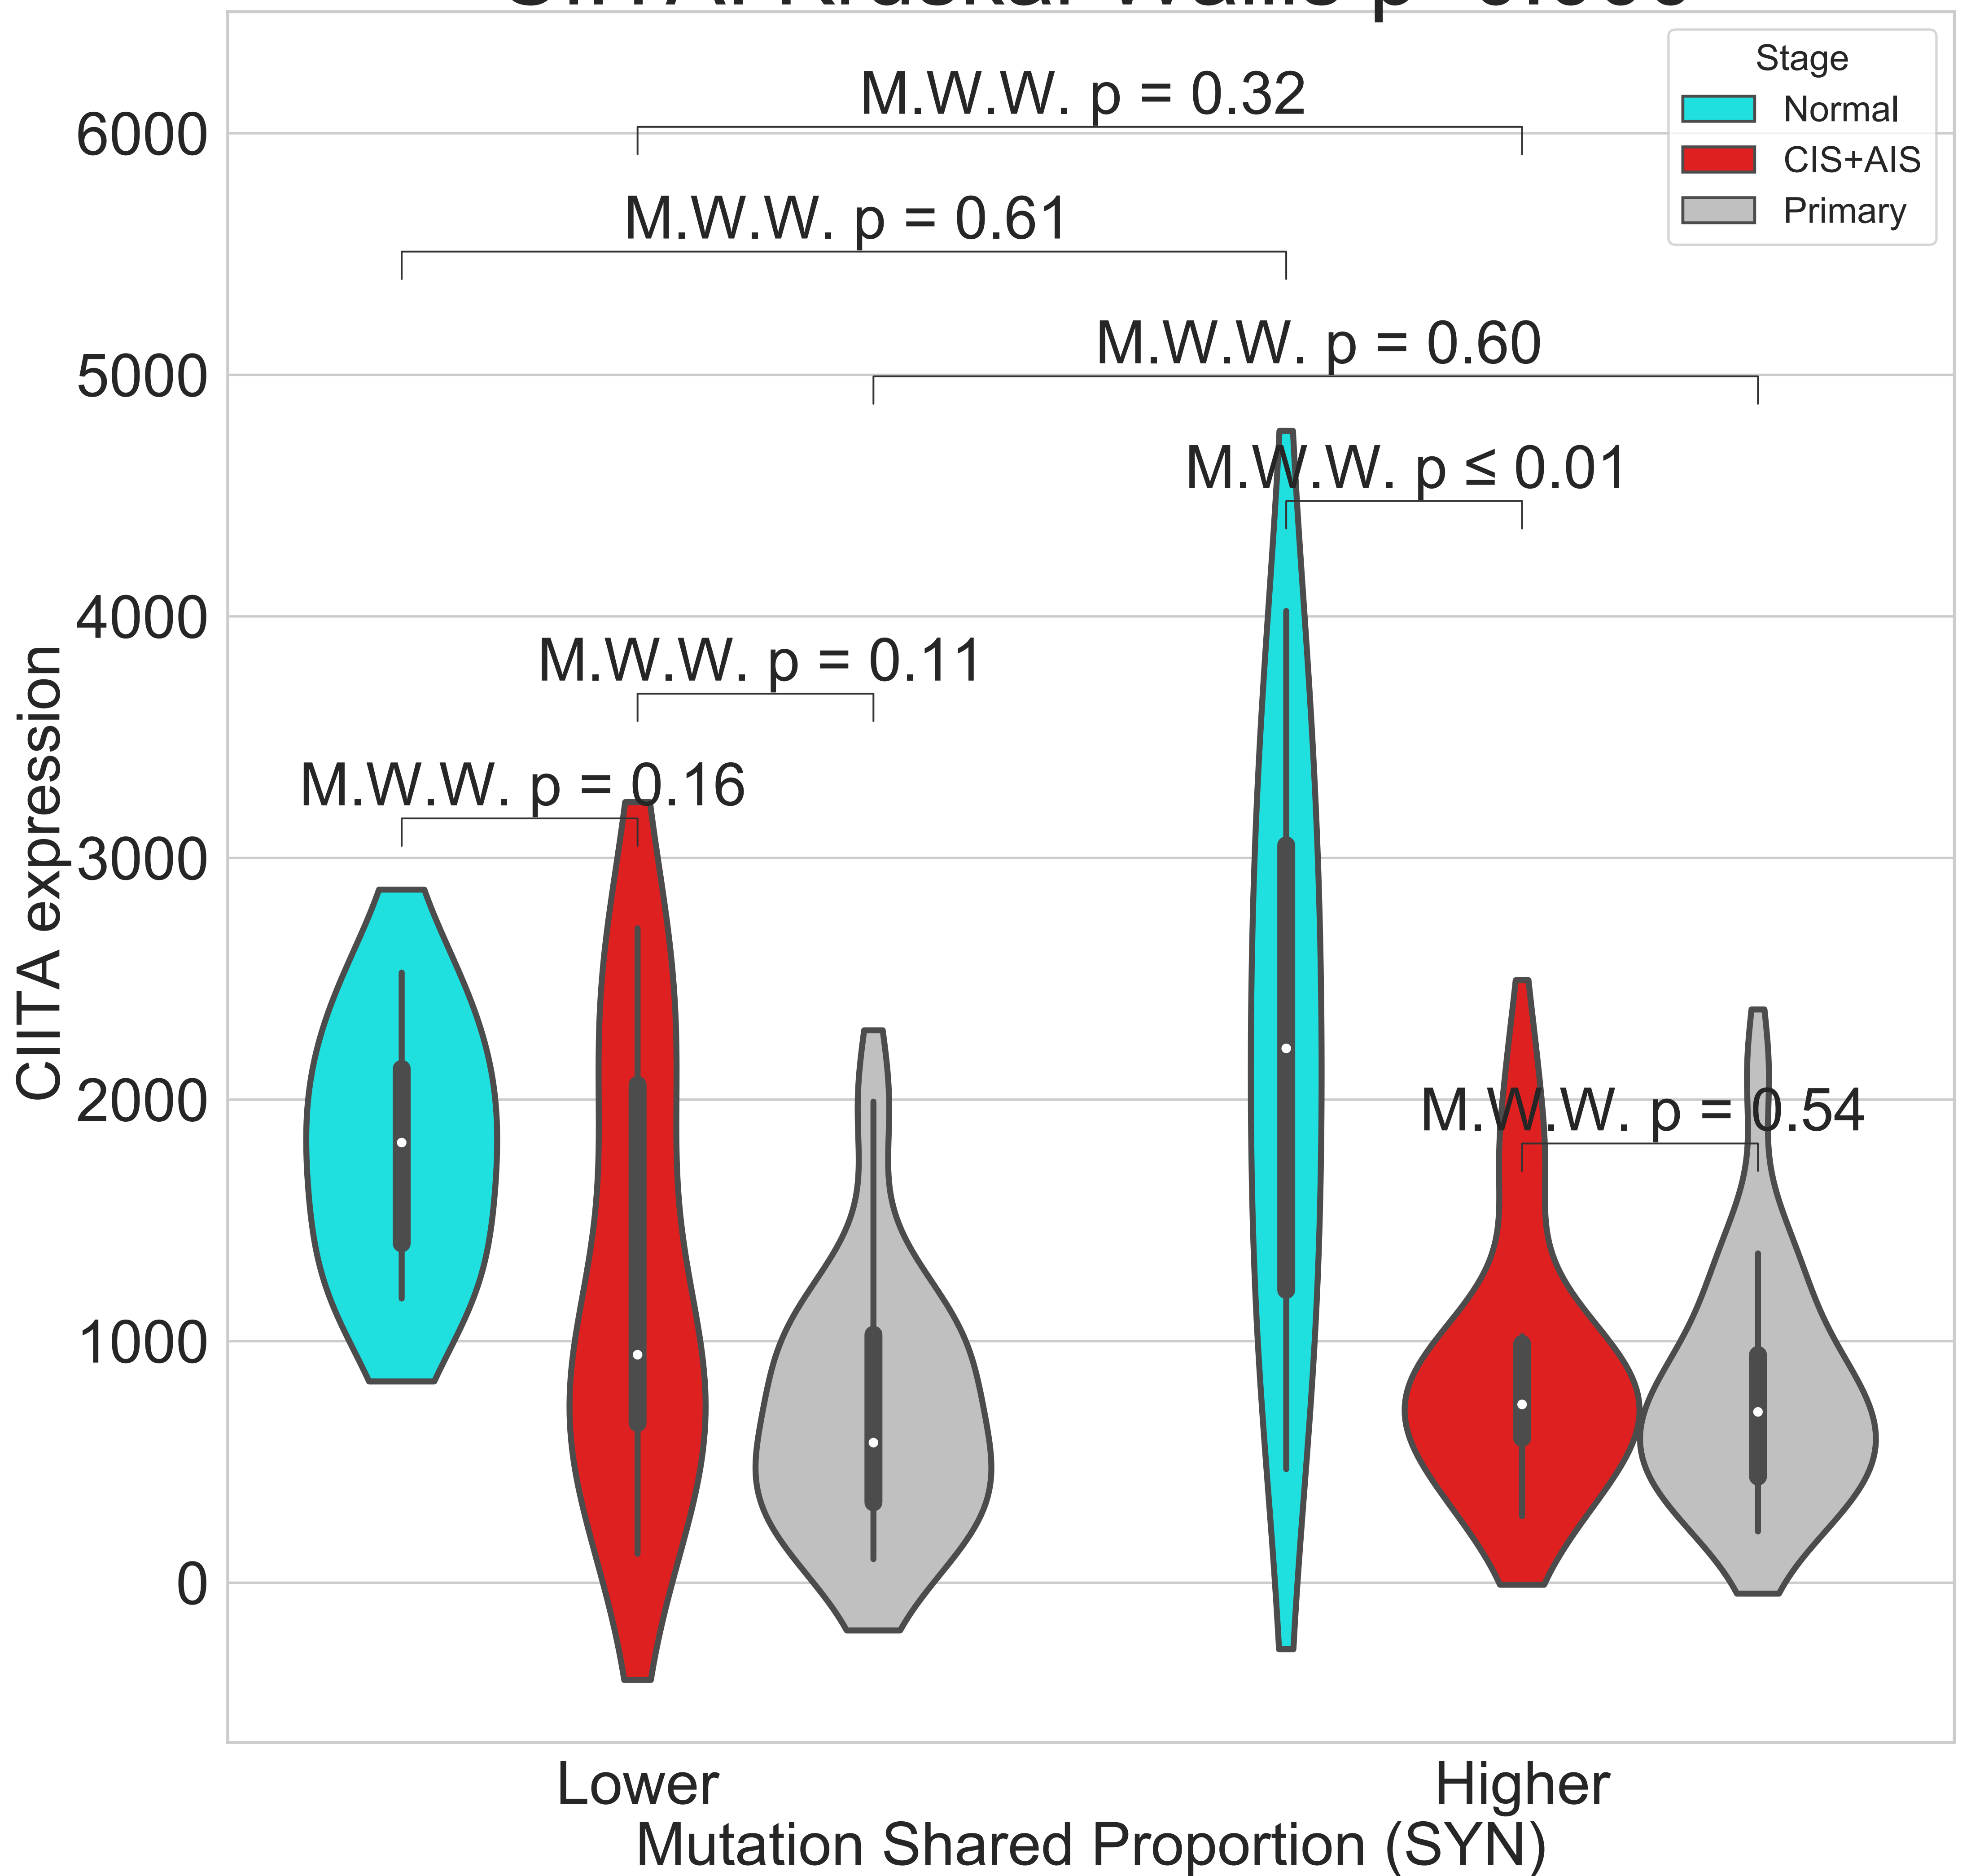 Stage
Normal
CIS+AIS
Primary
M.W.W. p = 0.32
M.W.W. p = 0.61
M.W.W. p = 0.60
M.W.W. p ≤ 0.01
M.W.W. p = 0.11
M.W.W. p = 0.16
M.W.W. p = 0.54
CIITA expression
6000
5000
4000
3000
2000
1000
0
Lower
Higher
Mutation Shared Proportion (SYN)